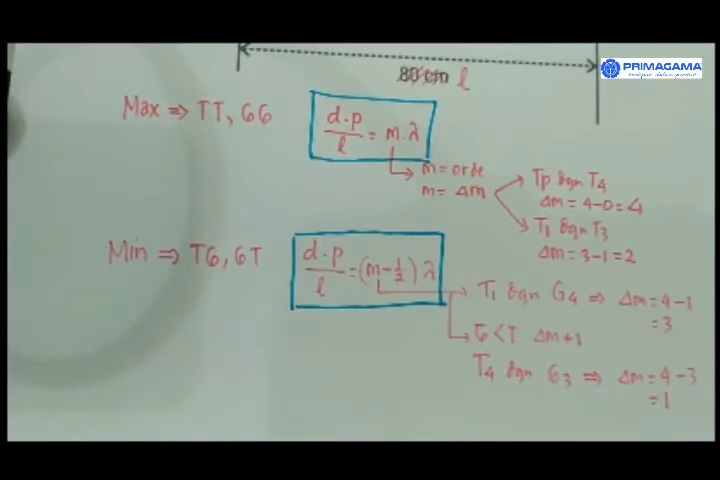 PRIMAGAMA
80 cm l
Max ⇒ TT, GG
d.p / l = m.λ
m = orde
m = Δm
Tp dgn T4
Δm = 4-0 = 4
T1 dgn T3
Δm = 3-1 = 2
Min ⇒ TG, GT
d.p / l = (m - 1/2) λ
T1 dgn G4 ⇒ Δm = 4-1
= 3
G < T Δm+1
T4 dgn G3 ⇒ Δm = 4-3
= 1